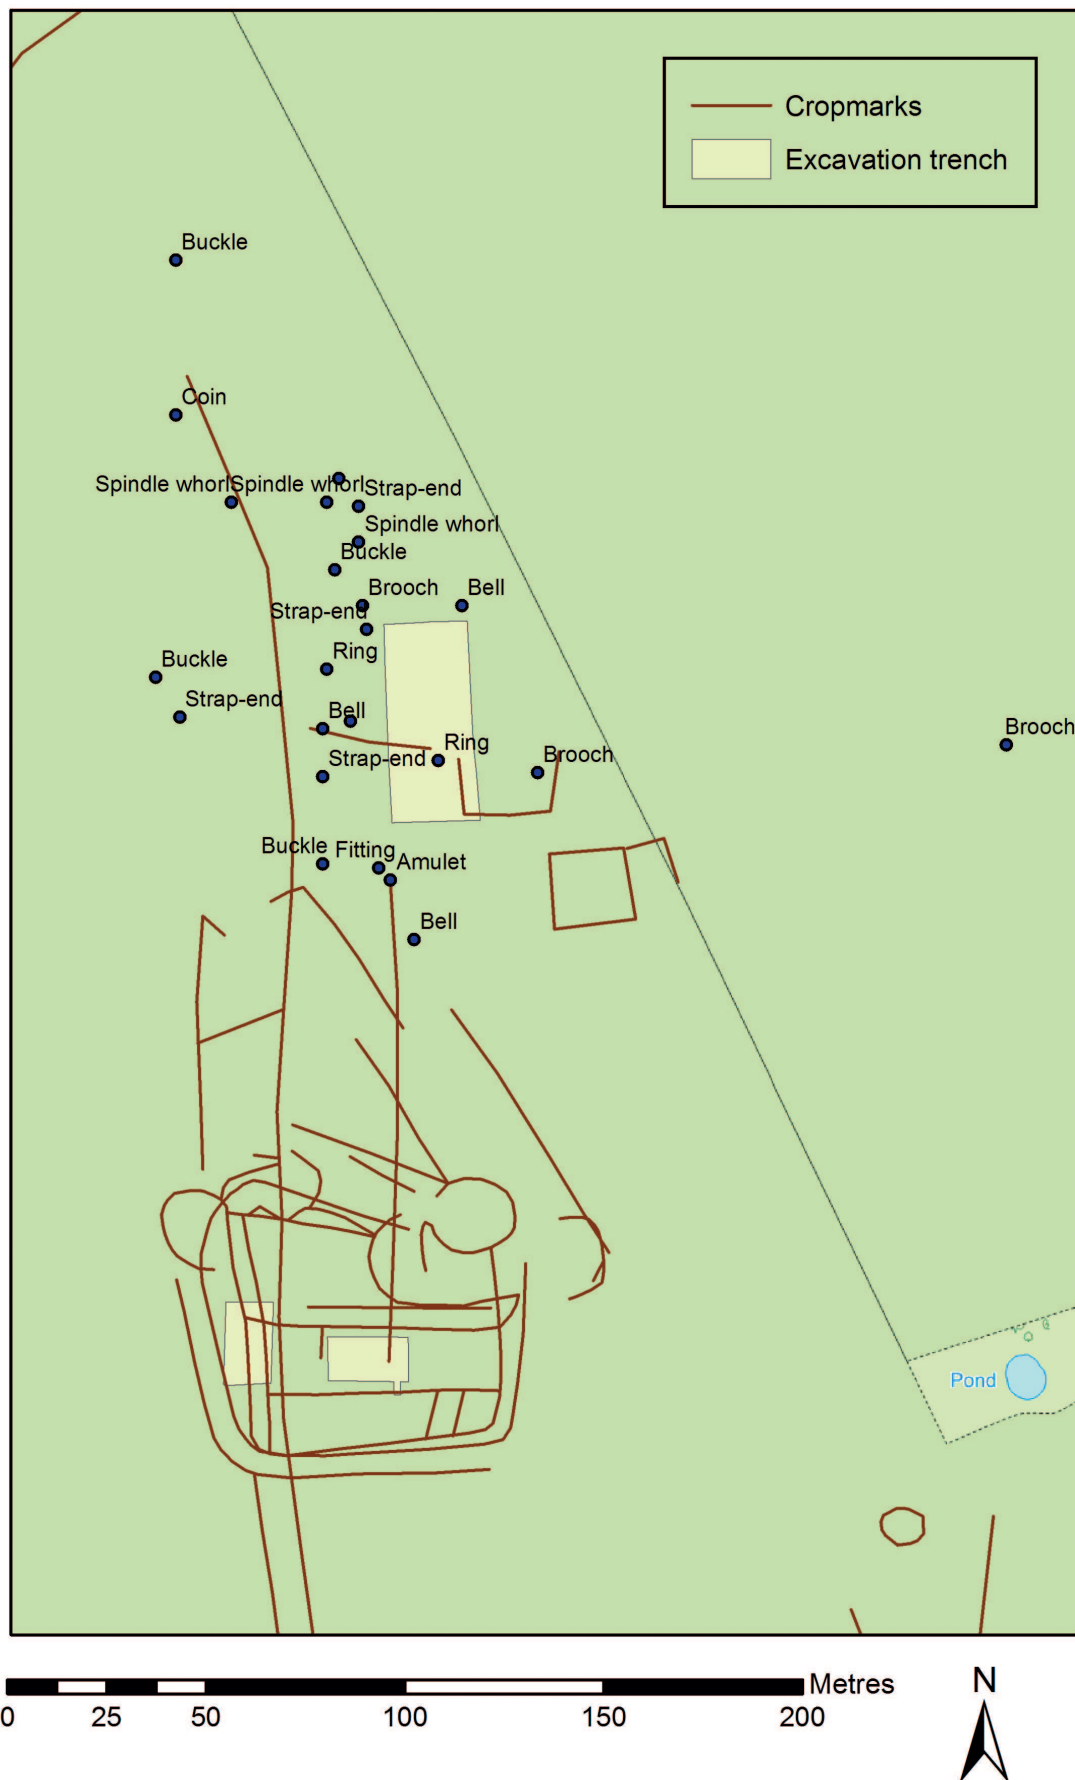 Cropmarks
Excavation trench
Buckle
Coin
Spindle whorl
Spindle whorl
Strap-end
Spindle whorl
Buckle
Brooch
Bell
Strap-end
Ring
Buckle
Strap-end
Bell
Ring
Brooch
Brooch
Strap-end
Buckle
Fitting
Amulet
Bell
Pond
Metres
0 25 50 100 150 200
N